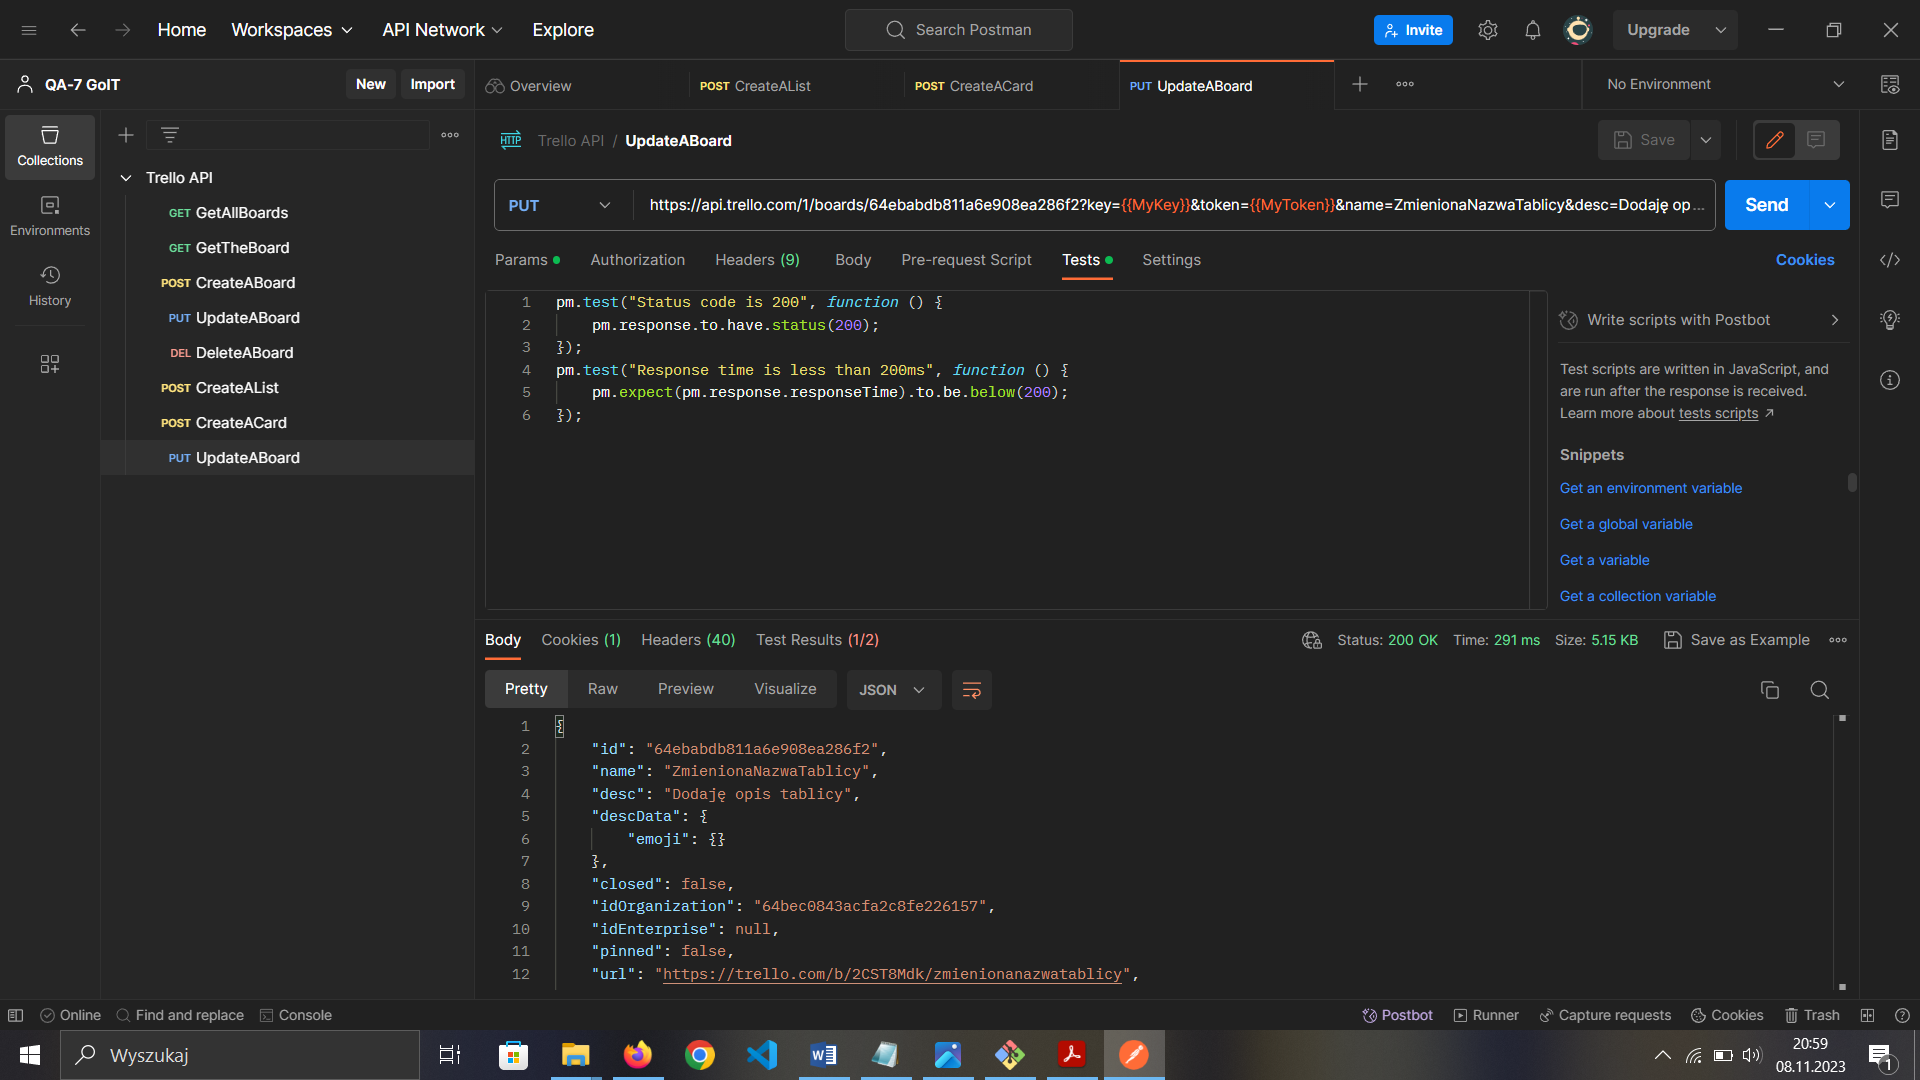 Home Workspaces API Network Explore Search Postman Invite Upgrade
QA-7 GoIT New Import Overview POST CreateAList POST CreateACard PUT UpdateABoard No Environment
Collections
Environments
History
Trello API
GET GetAllBoards
GET GetTheBoard
POST CreateABoard
PUT UpdateABoard
DEL DeleteABoard
POST CreateAList
POST CreateACard
PUT UpdateABoard
HTTP Trello API / UpdateABoard Save
PUT https://api.trello.com/1/boards/64ebabdb811a6e908ea286f2?key={{MyKey}}&token={{MyToken}}&name=ZmienionaNazwaTablicy&desc=Dodaję op... Send
Params Authorization Headers (9) Body Pre-request Script Tests Settings Cookies
1 pm.test("Status code is 200", function () {
2 pm.response.to.have.status(200);
3 });
4 pm.test("Response time is less than 200ms", function () {
5 pm.expect(pm.response.responseTime).to.be.below(200);
6 });
Write scripts with Postbot
Test scripts are written in JavaScript, and
are run after the response is received.
Learn more about tests scripts
Snippets
Get an environment variable
Get a global variable
Get a variable
Get a collection variable
Body Cookies (1) Headers (40) Test Results (1/2) Status: 200 OK Time: 291 ms Size: 5.15 KB Save as Example
Pretty Raw Preview Visualize JSON
1 {
2 "id": "64ebabdb811a6e908ea286f2",
3 "name": "ZmienionaNazwaTablicy",
4 "desc": "Dodaję opis tablicy",
5 "descData": {
6 "emoji": {}
7 },
8 "closed": false,
9 "idOrganization": "64bec0843acfa2c8fe226157",
10 "idEnterprise": null,
11 "pinned": false,
12 "url": "https://trello.com/b/2CST8Mdk/zmienionanazwatablicy",
Online Find and replace Console Postbot Runner Capture requests Cookies Trash
Wyszukaj
20:59
08.11.2023
1